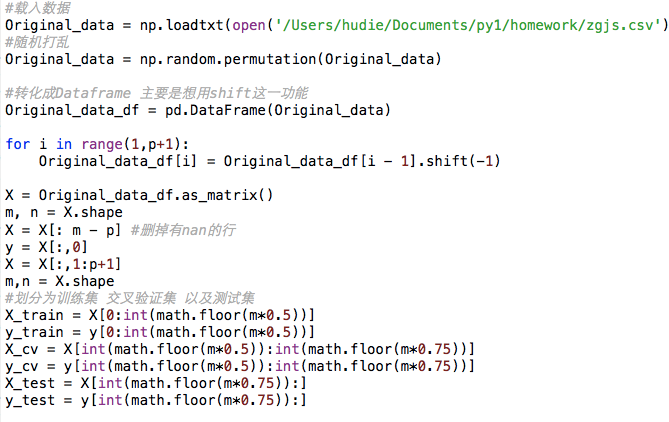 #载入数据
Original_data = np.loadtxt(open('/Users/hudie/Documents/py1/homework/zgjs.csv')
#随机打乱
Original_data = np.random.permutation(Original_data)
#转化成Dataframe 主要是想用shift这一功能
Original_data_df = pd.DataFrame(Original_data)
for i in range(1,p+1):
    Original_data_df[i] = Original_data_df[i - 1].shift(-1)
X = Original_data_df.as_matrix()
m, n = X.shape
X = X[: m - p] #删掉有nan的行
y = X[:,0]
X = X[:,1:p+1]
m,n = X.shape
#划分为训练集 交叉验证集 以及测试集
X_train = X[0:int(math.floor(m*0.5))]
y_train = y[0:int(math.floor(m*0.5))]
X_cv = X[int(math.floor(m*0.5)):int(math.floor(m*0.75))]
y_cv = y[int(math.floor(m*0.5)):int(math.floor(m*0.75))]
X_test = X[int(math.floor(m*0.75)):]
y_test = y[int(math.floor(m*0.75)):]